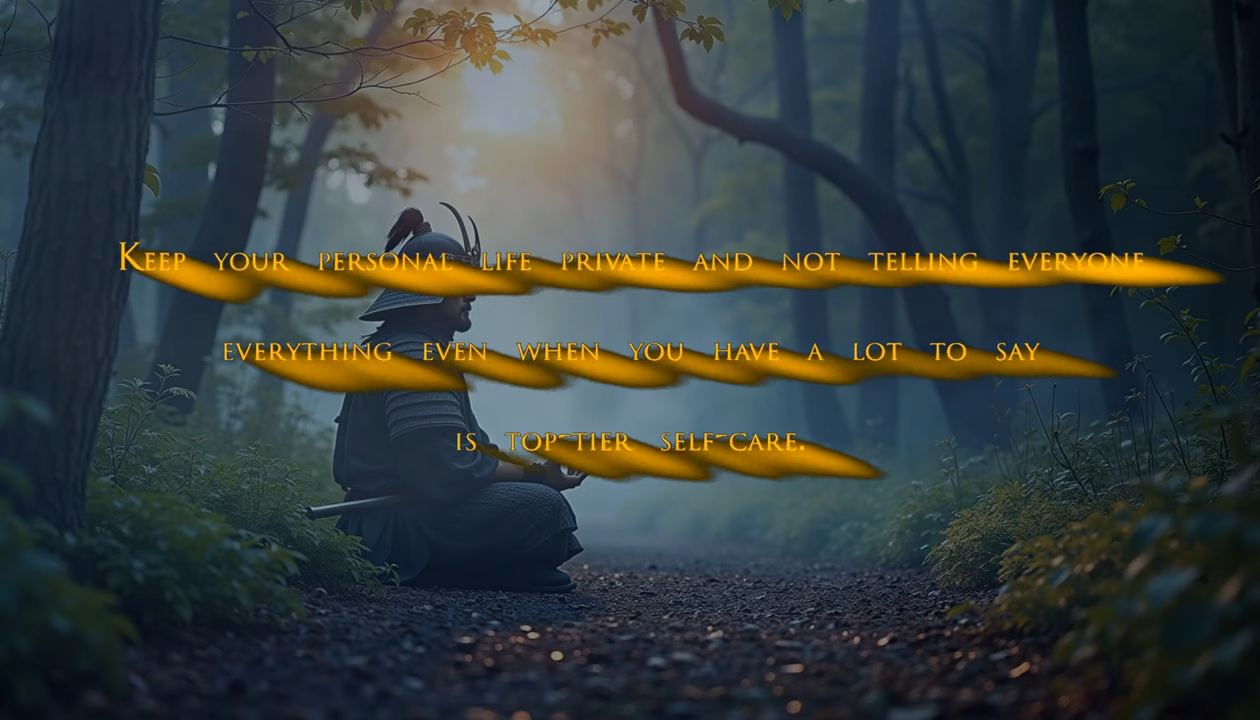 Keep your personal life private and not telling everyone
everything even when you have a lot to say
is top-tier self-care.